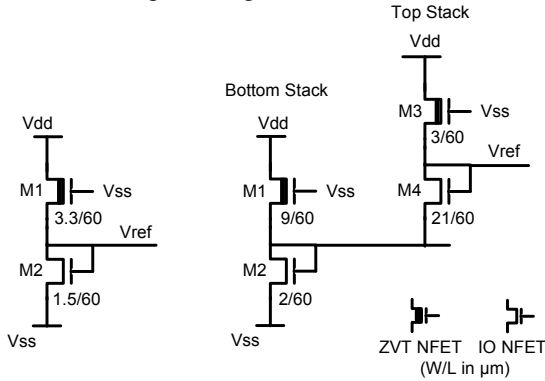 Top Stack
Vdd
Bottom Stack
M3
Vss
Vdd
Vdd
3/60
Vref
M1
Vss
M1
Vss
M4
3.3/60
9/60
21/60
Vref
M2
M2
1.5/60
2/60
Vss
Vss
ZVT NFET IO NFET
(W/L in µm)